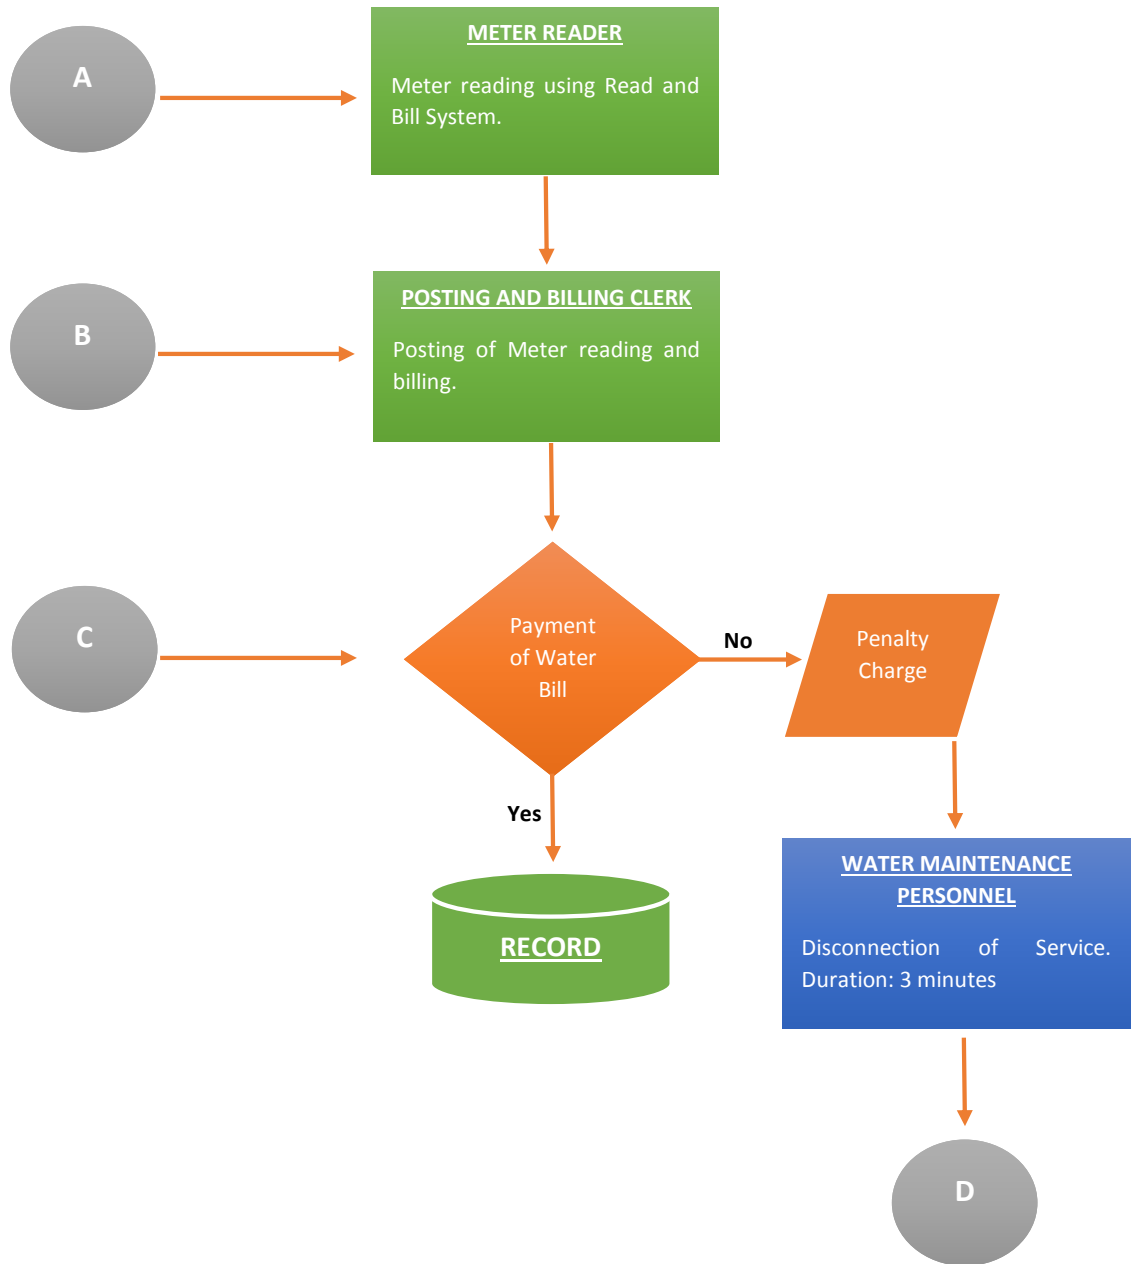 METER READER
A
Meter reading using Read and
Bill System.
POSTING AND BILLING CLERK
B
Posting of Meter reading and
billing.
C
Payment
of Water
Bill
No
Penalty
Charge
Yes
WATER MAINTENANCE
PERSONNEL
RECORD
Disconnection of Service.
Duration: 3 minutes
D